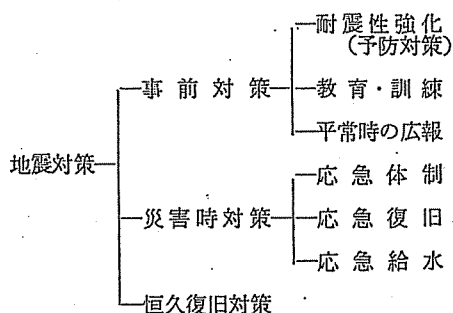 耐震性強化
(予防対策)
事前対策
教育・訓練
平常時の広報
地震対策
応急体制
災害時対策
応急復旧
応急給水
恒久復旧対策